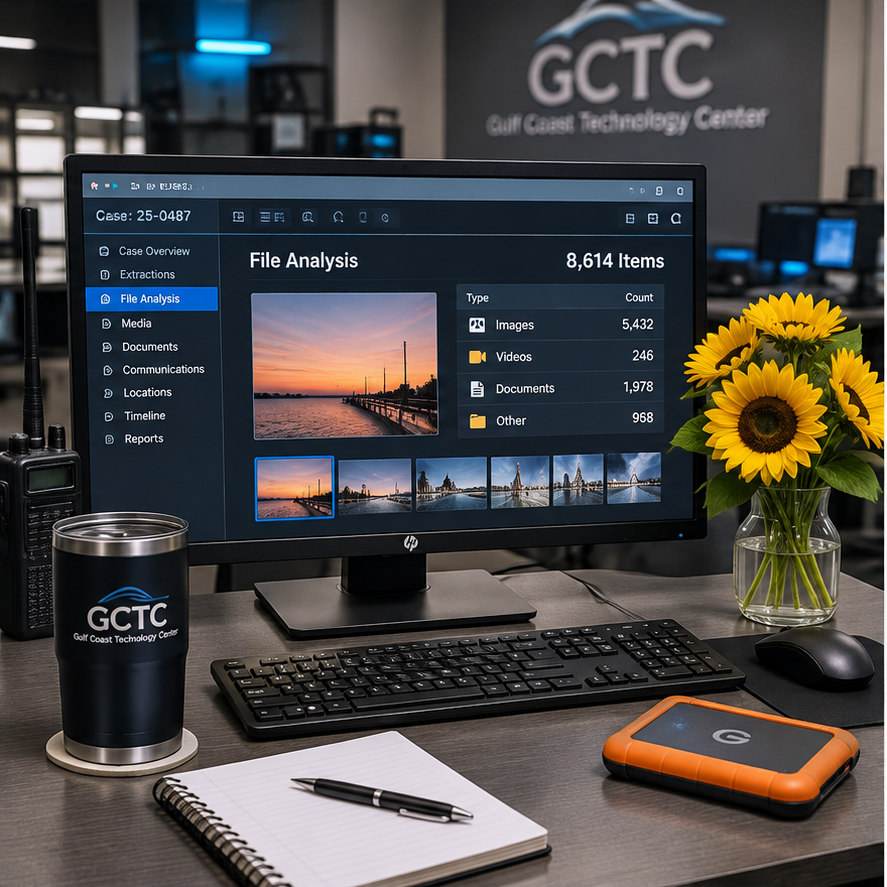 GCTC
Gulf Coast Technology Center
Case: 25-0487
Case Overview
Extractions
File Analysis
Media
Documents
Communications
Locations
Timeline
Reports
File Analysis
8,614 Items
Type Count
Images 5,432
Videos 246
Documents 1,978
Other 968
hp
GCTC
Gulf Coast Technology Center
G